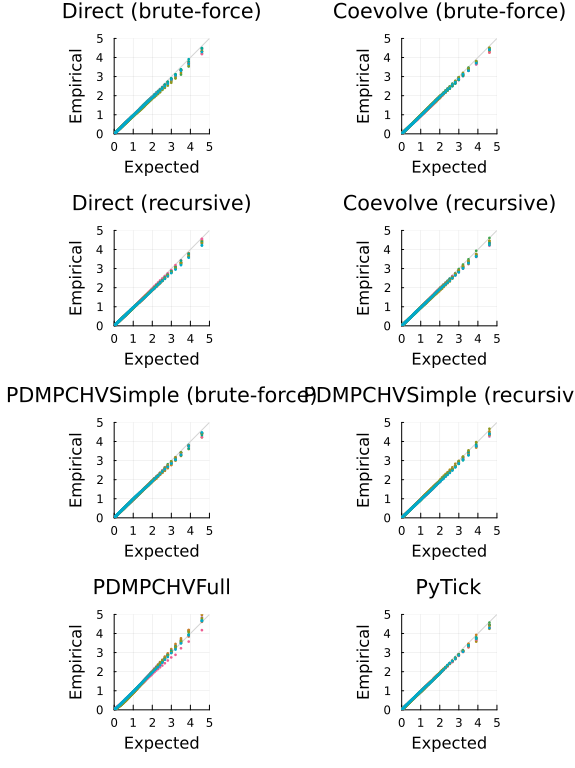 Direct (brute-force)
Coevolve (brute-force)
5
4
3
2
1
0
Empirical
0 1 2 3 4 5
Expected
5
4
3
2
1
0
Empirical
0 1 2 3 4 5
Expected
Direct (recursive)
Coevolve (recursive)
5
4
3
2
1
0
Empirical
0 1 2 3 4 5
Expected
5
4
3
2
1
0
Empirical
0 1 2 3 4 5
Expected
PDMPCHVSimple (brute-force)
PDMPCHVSimple (recursiv
5
4
3
2
1
0
Empirical
0 1 2 3 4 5
Expected
5
4
3
2
1
0
Empirical
0 1 2 3 4 5
Expected
PDMPCHVFull
PyTick
5
4
3
2
1
0
Empirical
0 1 2 3 4 5
Expected
5
4
3
2
1
0
Empirical
0 1 2 3 4 5
Expected